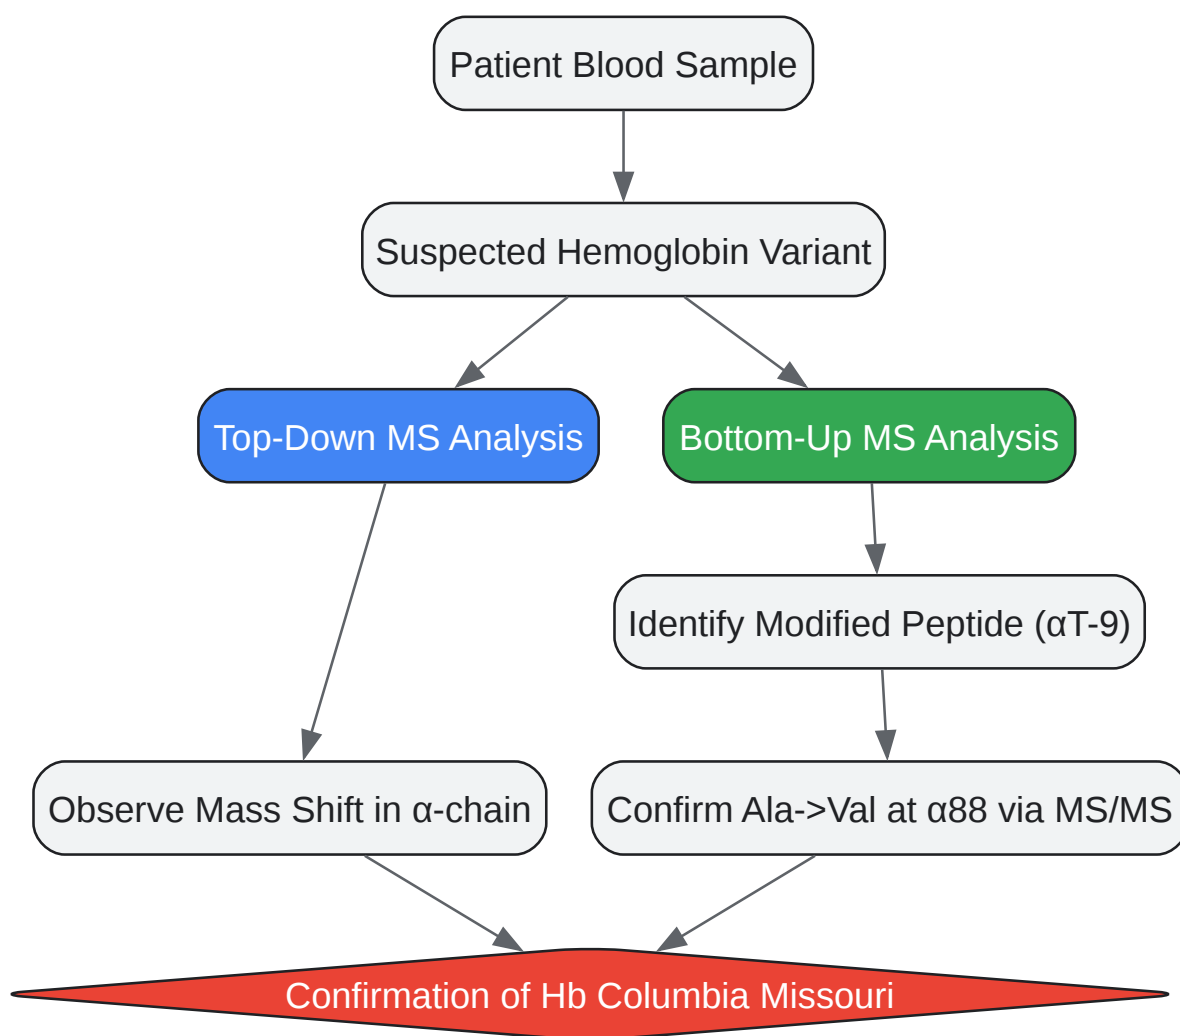 Patient Blood Sample
Suspected Hemoglobin Variant
Top-Down MS Analysis
Bottom-Up MS Analysis
Identify Modified Peptide (αT-9)
Observe Mass Shift in α-chain
Confirm Ala->Val at α88 via MS/MS
Confirmation of Hb Columbia Missouri